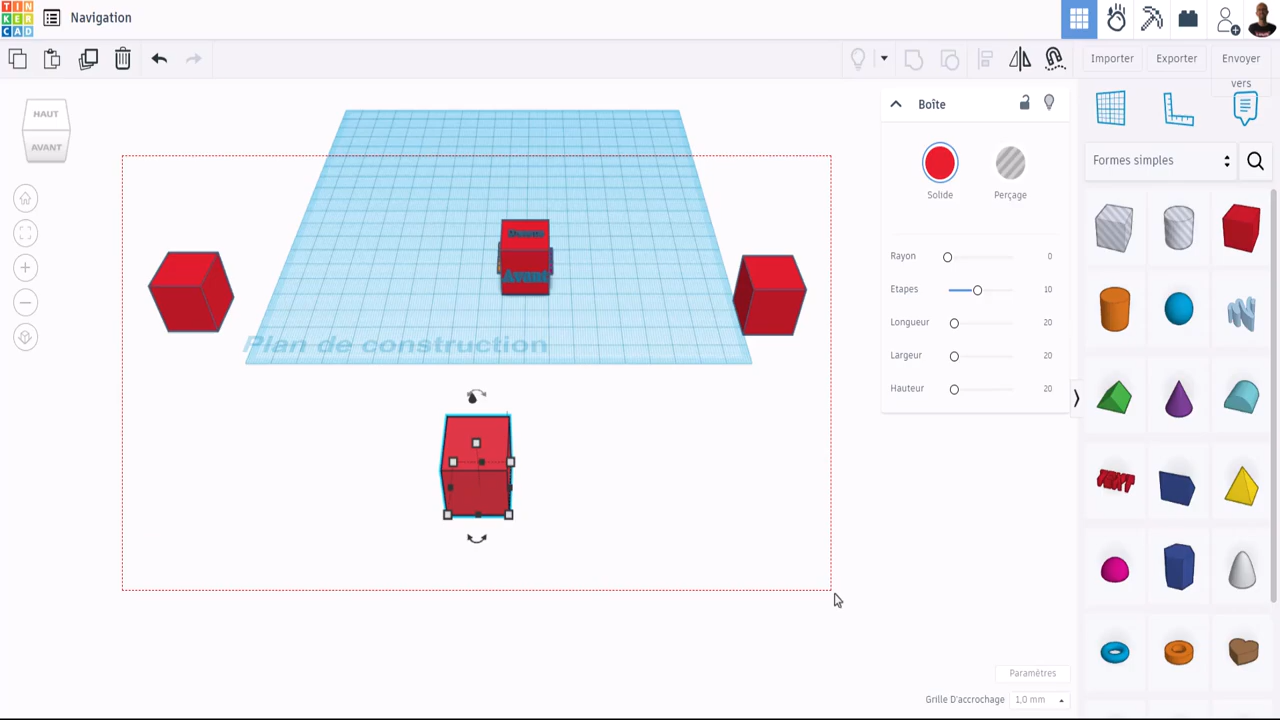 TIN
KER
CAD
Navigation
Importer
Exporter
Envoyer
vers
HAUT
AVANT
Boîte
Solide
Perçage
Formes simples
Rayon 0
Etapes 10
Longueur 20
Largeur 20
Hauteur 20
Avant
Plan de construction
TEXT
Paramètres
Grille D'accrochage 1,0 mm